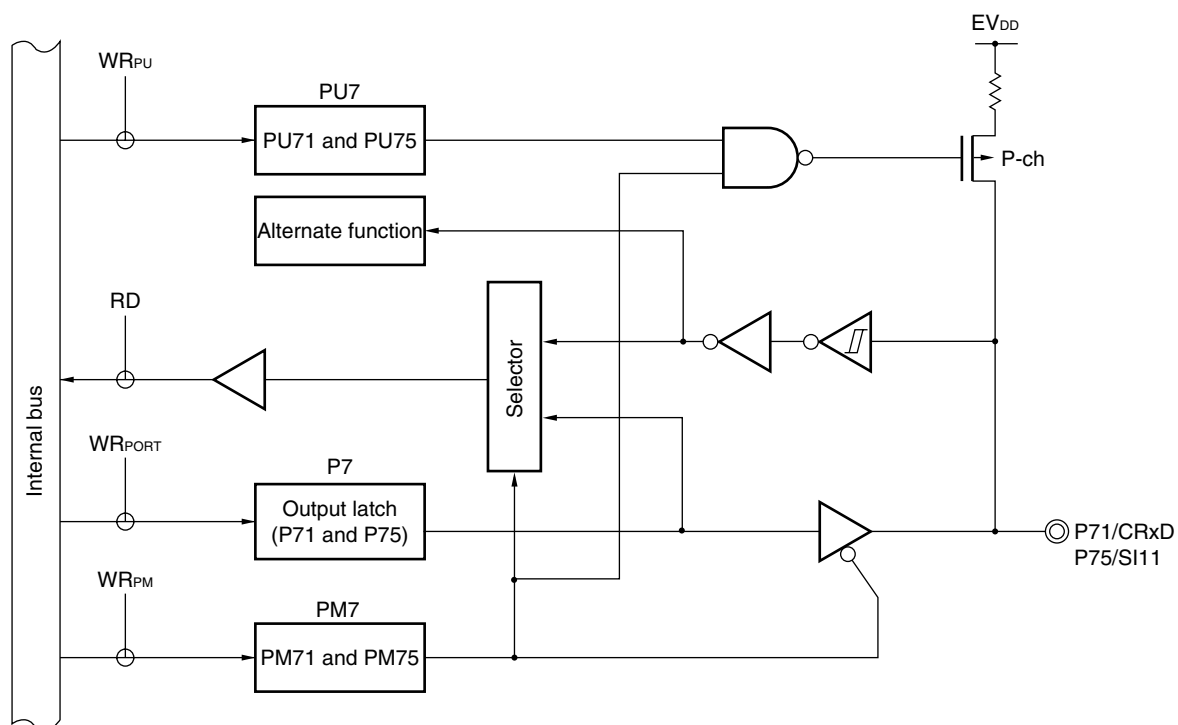 EVDD
WRPU
PU7
PU71 and PU75
P-ch
Alternate function
RD
Selector
Internal bus
WRPORT
P7
Output latch
(P71 and P75)
P71/CRxD
P75/SI11
WRPM
PM7
PM71 and PM75